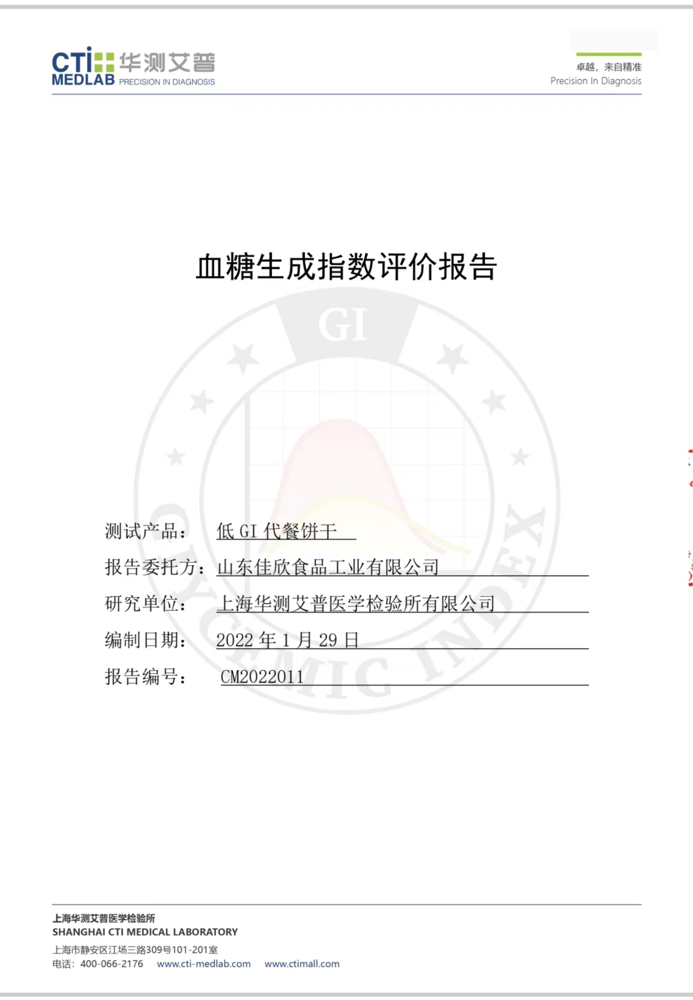 CTi 华测艾普
MEDLAB PRECISION IN DIAGNOSIS
卓越，来自精准
Precision In Diagnosis
血糖生成指数评价报告
GI
GLYCEMIC INDEX
测试产品： 低 GI 代餐饼干
报告委托方：山东佳欣食品工业有限公司
研究单位： 上海华测艾普医学检验所有限公司
编制日期： 2022 年 1 月 29 日
报告编号： CM2022011
上海华测艾普医学检验所
SHANGHAI CTI MEDICAL LABORATORY
上海市静安区江场三路309号101-201室
电话：400-066-2176 www.cti-medlab.com www.ctimall.com